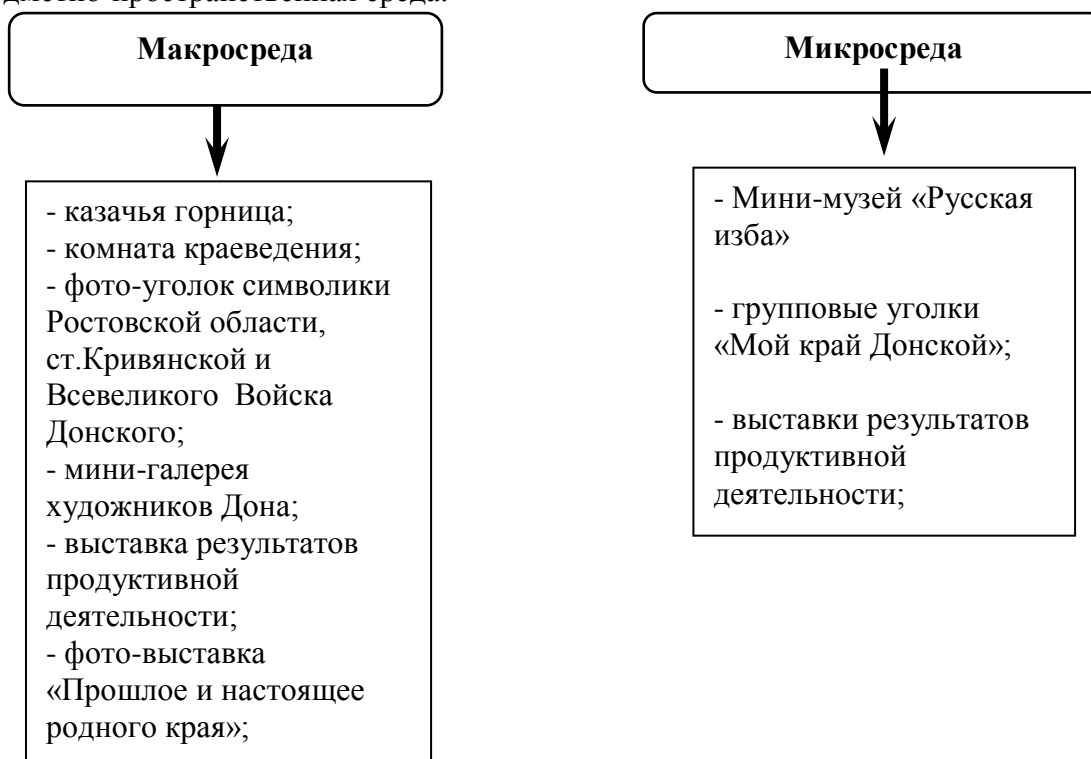 Макросреда
- казачья горница;
- комната краеведения;
- фото-уголок символики
Ростовской области,
ст.Кривянской и
Всевеликого Войска
Донского;
- мини-галерея
художников Дона;
- выставка результатов
продуктивной
деятельности;
- фото-выставка
«Прошлое и настоящее
родного края»;
Микросреда
- Мини-музей «Русская
изба»
- групповые уголки
«Мой край Донской»;
- выставки результатов
продуктивной
деятельности;